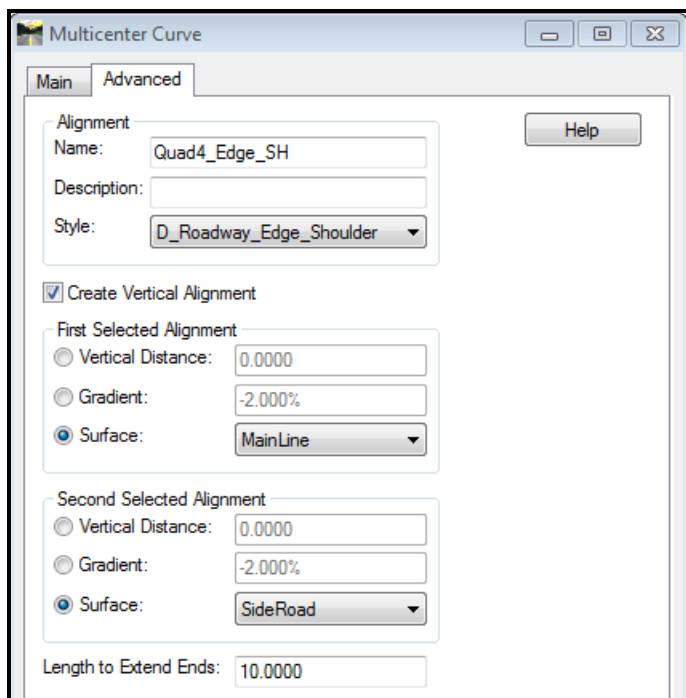 Multicenter Curve
Main Advanced
Alignment
Help
Name: Quad4_Edge_SH
Description:
Style: D_Roadway_Edge_Shoulder
Create Vertical Alignment
First Selected Alignment
Vertical Distance: 0.0000
Gradient: -2.000%
Surface: MainLine
Second Selected Alignment
Vertical Distance: 0.0000
Gradient: -2.000%
Surface: SideRoad
Length to Extend Ends: 10.0000